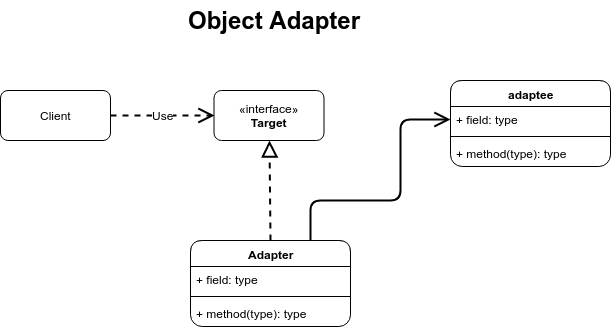 Object Adapter
Client
Use
«interface»
Target
adaptee
+ field: type
+ method(type): type
Adapter
+ field: type
+ method(type): type